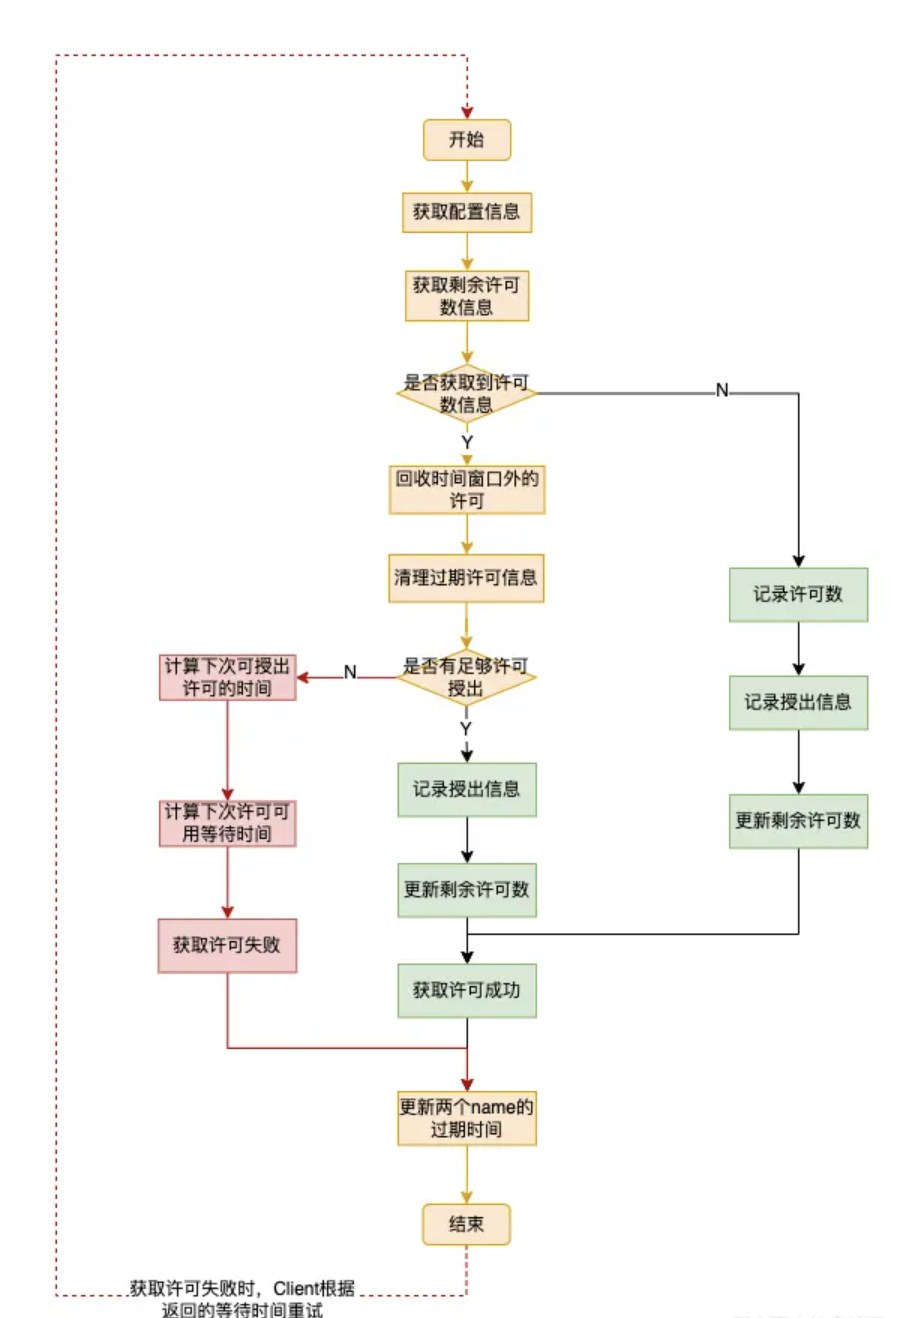 开始
获取配置信息
获取剩余许可
数信息
是否获取到许可
数信息
N
Y
回收时间窗口外的
许可
清理过期许可信息
记录许可数
是否有足够许可
授出
N
计算下次可授出
许可的时间
Y
记录授出信息
记录授出信息
计算下次许可可
用等待时间
更新剩余许可数
更新剩余许可数
获取许可失败
获取许可成功
更新两个name的
过期时间
结束
获取许可失败时，Client根据
返回的等待时间重试